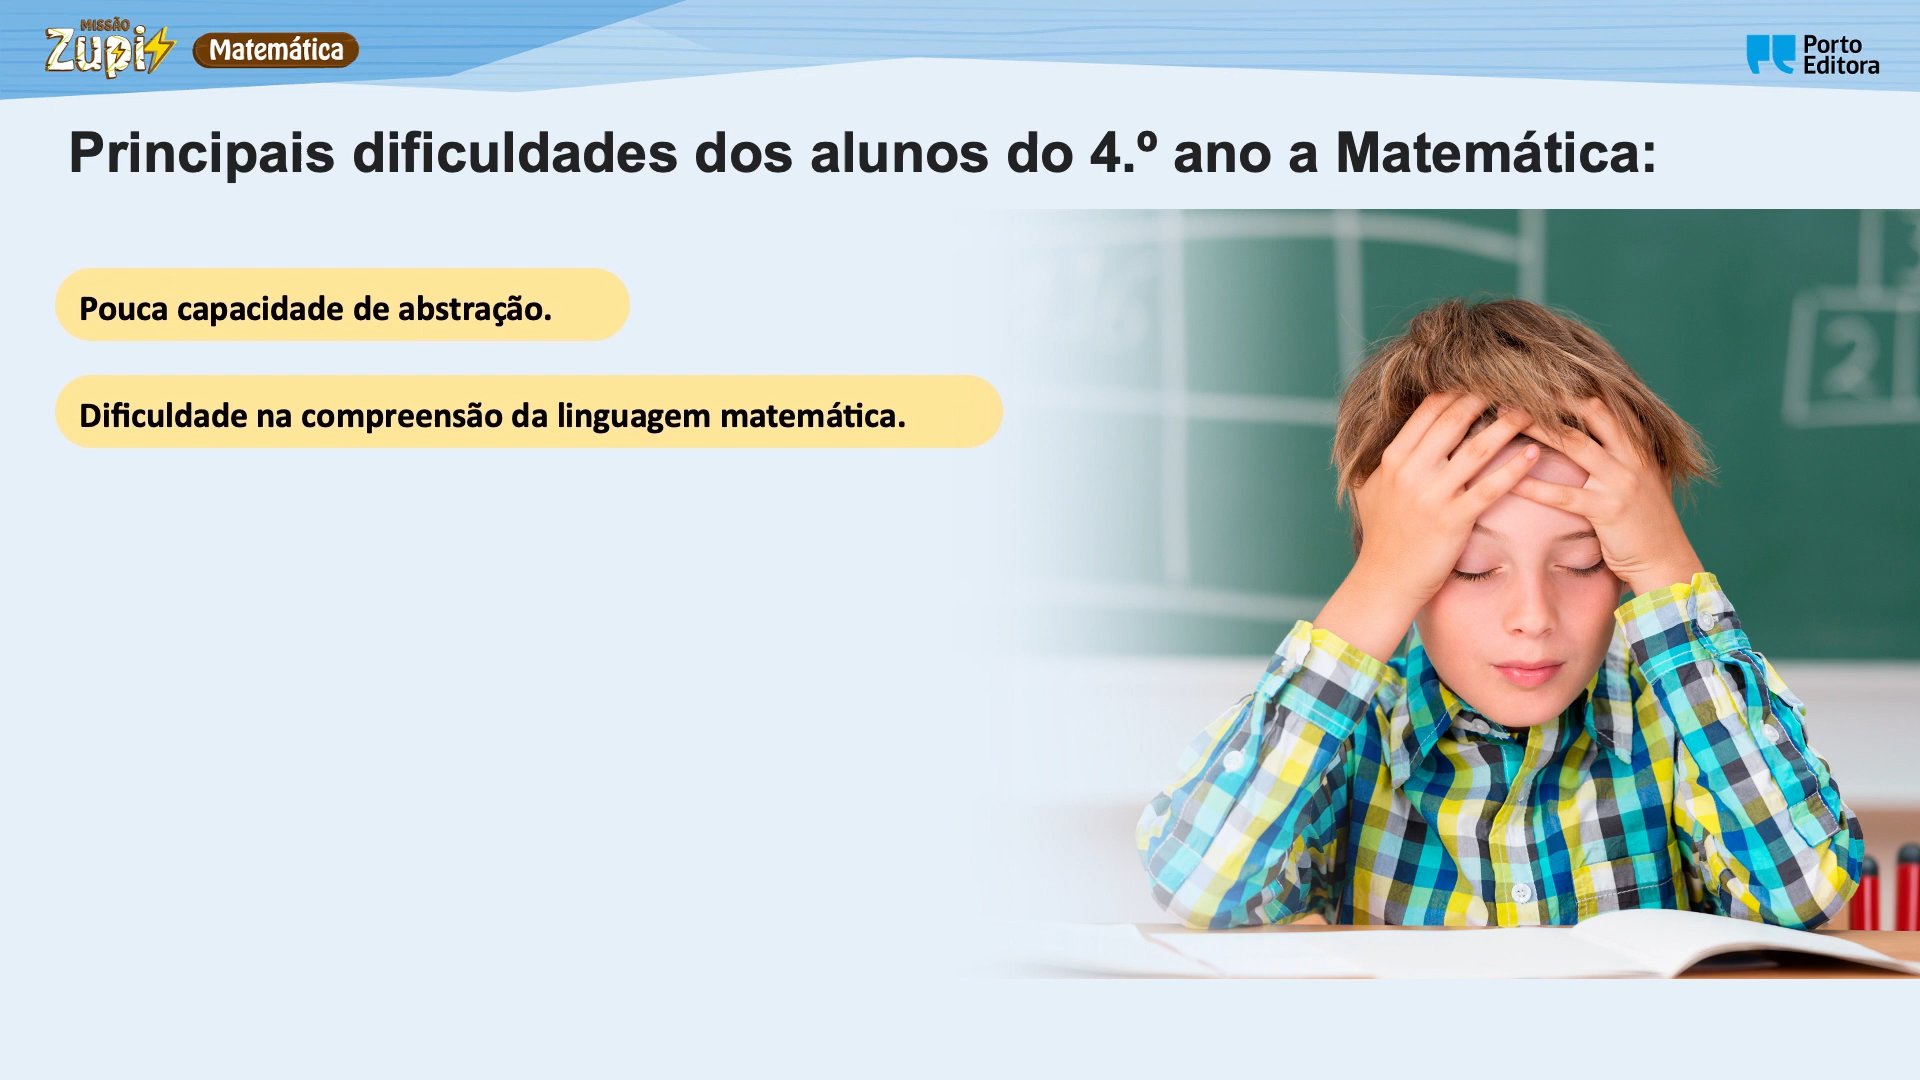 MISSÃO
Zupi
Matemática
Porto
Editora
Principais dificuldades dos alunos do 4.º ano a Matemática:
Pouca capacidade de abstração.
Dificuldade na compreensão da linguagem matemática.
2